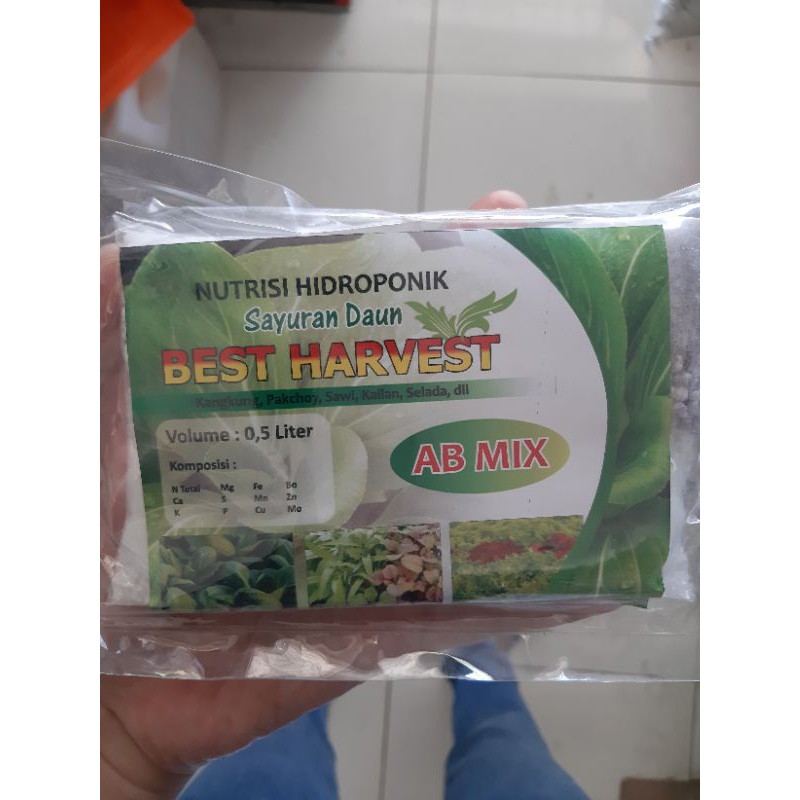 NUTRISI HIDROPONIK
Sayuran Daun
BEST HARVEST
Kangkung, Pakchoy, Sawi, Kailan, Selada, dll
Volume : 0,5 Liter
AB MIX
Komposisi :
N Total Mg Fe Bo
Ca S Mn Zn
K P Cu Mo